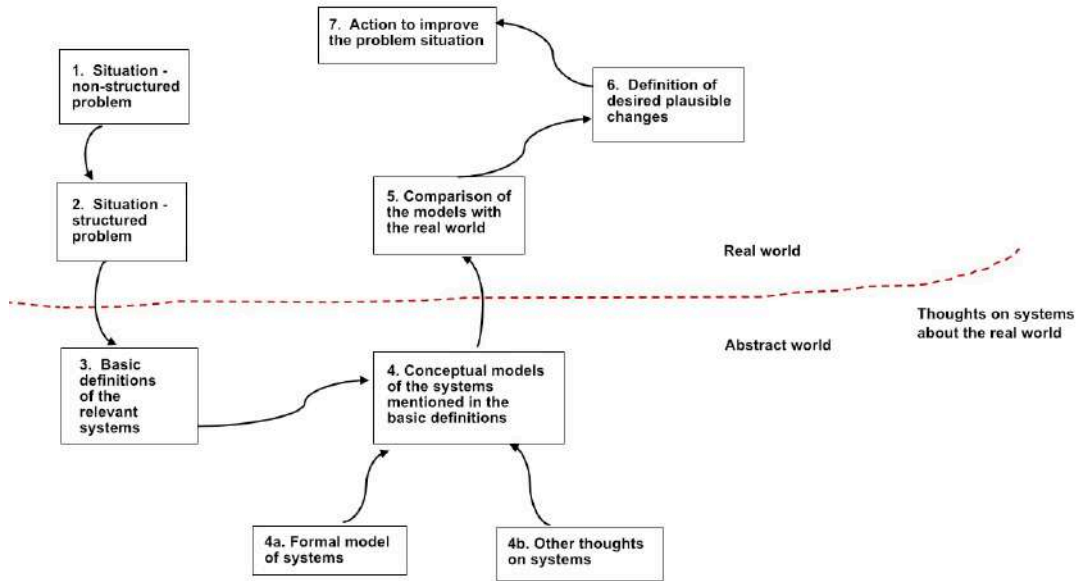 7. Action to improve
the problem situation
1. Situation -
non-structured
problem
6. Definition of
desired plausible
changes
2. Situation -
structured
problem
5. Comparison of
the models with
the real world
Real world
Thoughts on systems
about the real world
Abstract world
3. Basic
definitions
of the
relevant
systems
4. Conceptual models
of the systems
mentioned in the
basic definitions
4a. Formal model
of systems
4b. Other thoughts
on systems